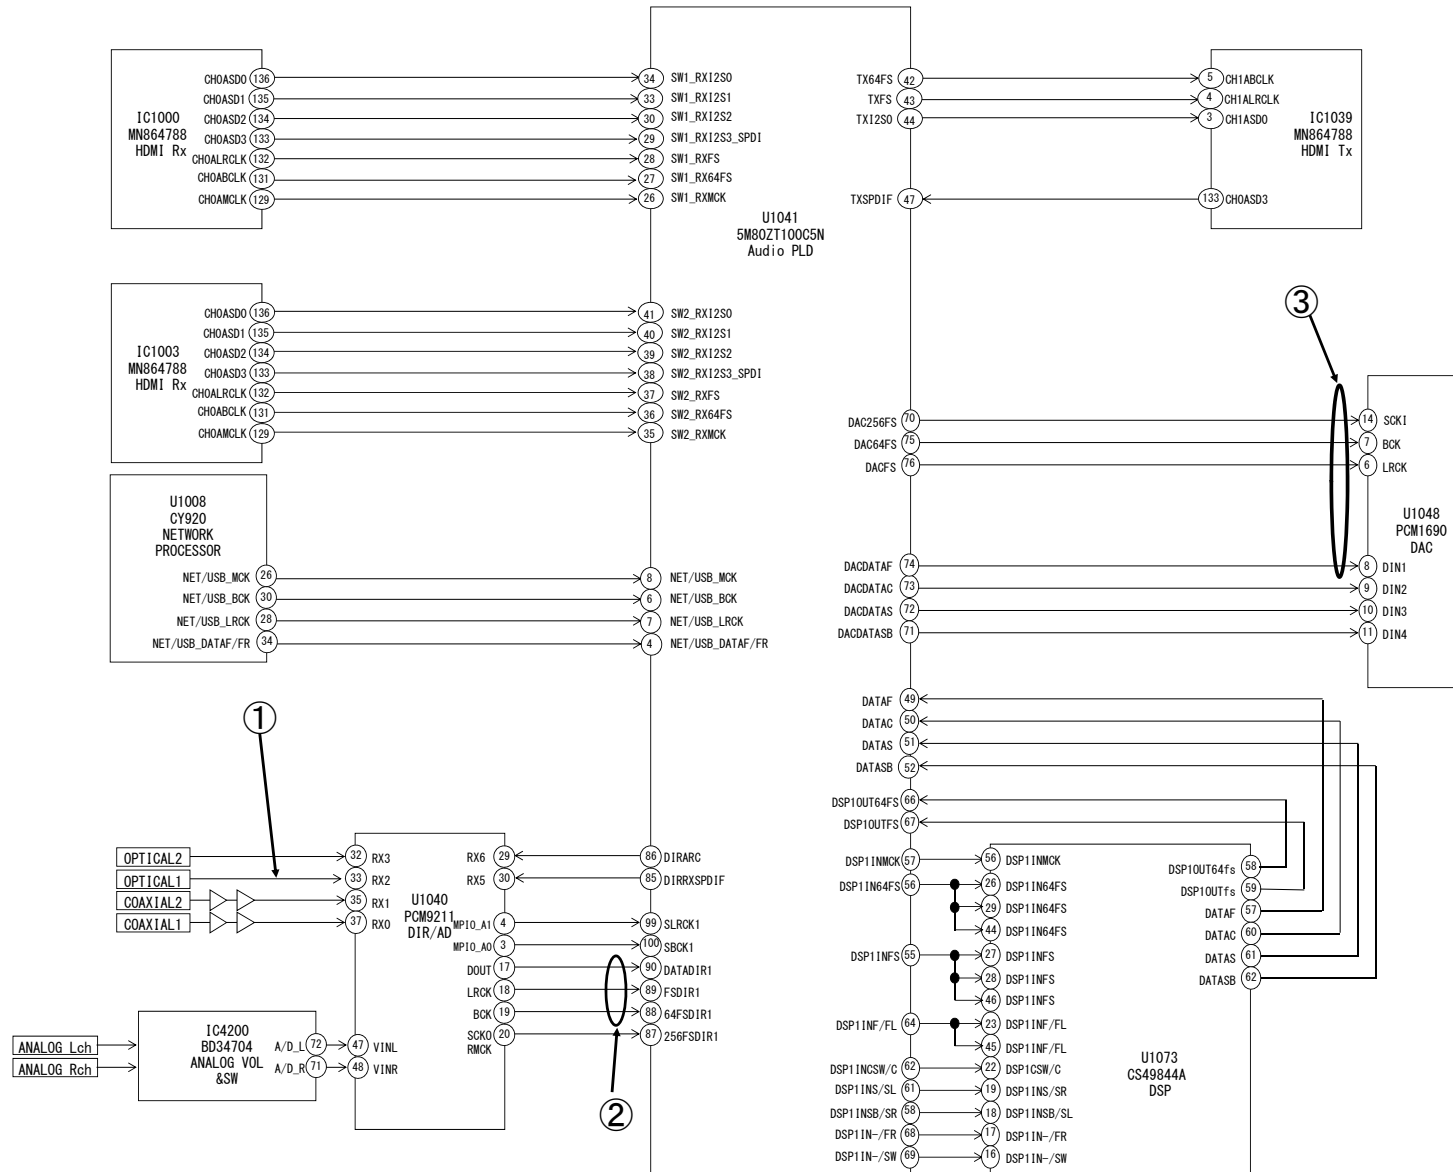 IC1000
MN864788
HDMI Rx
CH0ASD0 136
CH0ASD1 135
CH0ASD2 134
CH0ASD3 133
CH0ALRCLK 132
CH0ABCLK 131
CH0AMCLK 129
34 SW1_RXI2S0
33 SW1_RXI2S1
30 SW1_RXI2S2
29 SW1_RXI2S3_SPDI
28 SW1_RXFS
27 SW1_RX64FS
26 SW1_RXMCK
U1041
5M80ZT100C5N
Audio PLD
TX64FS 42
TXFS 43
TXI2S0 44
TXSPDIF 47
5 CH1ABCLK
4 CH1ALRCLK
3 CH1ASD0
133 CH0ASD3
IC1039
MN864788
HDMI Tx
IC1003
MN864788
HDMI Rx
CH0ASD0 136
CH0ASD1 135
CH0ASD2 134
CH0ASD3 133
CH0ALRCLK 132
CH0ABCLK 131
CH0AMCLK 129
41 SW2_RXI2S0
40 SW2_RXI2S1
39 SW2_RXI2S2
38 SW2_RXI2S3_SPDI
37 SW2_RXFS
36 SW2_RX64FS
35 SW2_RXMCK
③
DAC256FS 70
DAC64FS 75
DACFS 76
DACDATAF 74
DACDATAC 73
DACDATAS 72
DACDATASB 71
14 SCKI
7 BCK
6 LRCK
8 DIN1
9 DIN2
10 DIN3
11 DIN4
U1048
PCM1690
DAC
U1008
CY920
NETWORK
PROCESSOR
NET/USB_MCK 26
NET/USB_BCK 30
NET/USB_LRCK 28
NET/USB_DATAF/FR 34
8 NET/USB_MCK
6 NET/USB_BCK
7 NET/USB_LRCK
4 NET/USB_DATAF/FR
①
OPTICAL2
OPTICAL1
COAXIAL2
COAXIAL1
32 RX3
33 RX2
35 RX1
37 RX0
U1040
PCM9211
DIR/AD
RX6 29
RX5 30
MPIO_A1 4
MPIO_A0 3
DOUT 17
LRCK 18
BCK 19
SCKO 20
RMCK
47 VINL
48 VINR
86 DIRARC
85 DIRRXSPDIF
99 SLRCK1
100 SBCK1
90 DATADIR1
89 FSDIR1
88 64FSDIR1
87 256FSDIR1
②
ANALOG Lch
ANALOG Rch
IC4200
BD34704
ANALOG VOL
&SW
A/D_L 72
A/D_R 71
DATAF 49
DATAC 50
DATAS 51
DATASB 52
DSP1OUT64FS 66
DSP1OUTFS 67
DSP1INMCK 57
DSP1IN64FS 56
DSP1INFS 55
DSP1INF/FL 64
DSP1INCSW/C 62
DSP1INS/SL 61
DSP1INSB/SR 58
DSP1IN-/FR 68
DSP1IN-/SW 69
56 DSP1INMCK
26 DSP1IN64FS
29 DSP1IN64FS
44 DSP1IN64FS
27 DSP1INFS
28 DSP1INFS
46 DSP1INFS
23 DSP1INF/FL
45 DSP1INF/FL
22 DSP1CSW/C
19 DSP1INS/SR
18 DSP1INSB/SL
17 DSP1IN-/FR
16 DSP1IN-/SW
DSP1OUT64fs 58
DSP1OUTfs 59
DATAF 57
DATAC 60
DATAS 61
DATASB 62
U1073
CS49844A
DSP